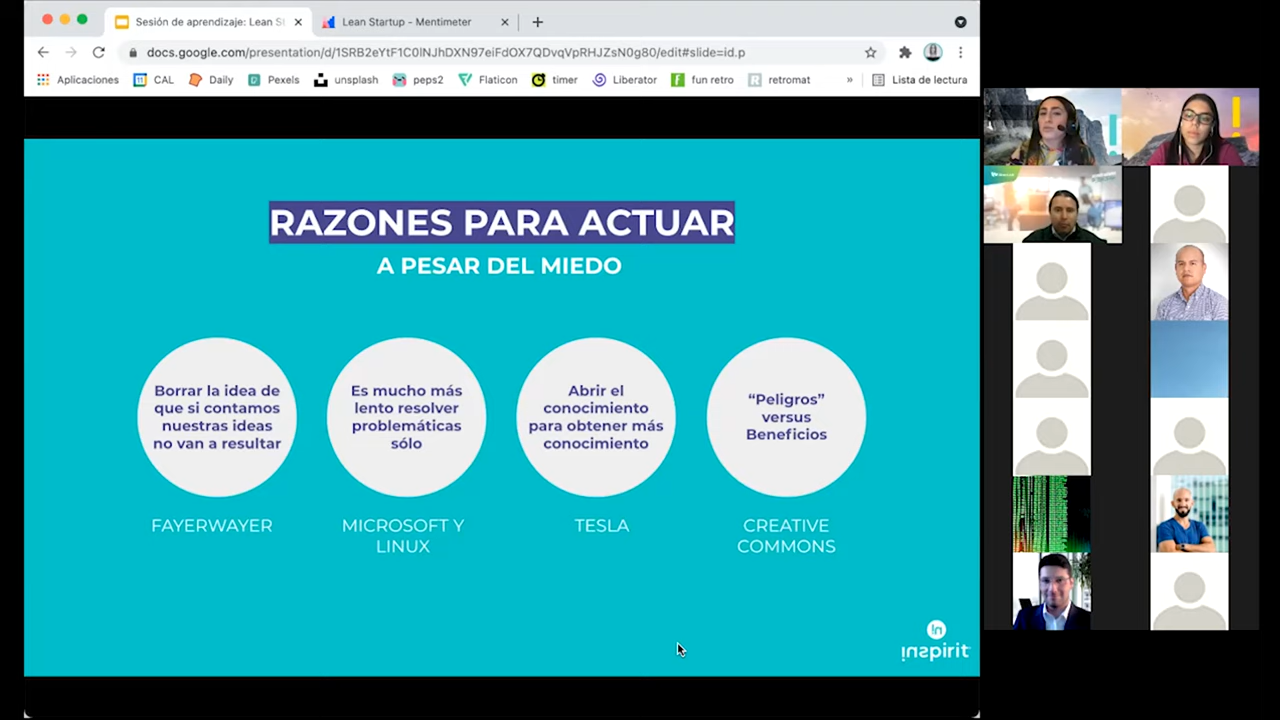 Sesión de aprendizaje: Lean S
Lean Startup - Mentimeter
docs.google.com/presentation/d/1SRB2eYtF1C0lNJhDXN97eiFdOX7QDvqVpRHJZsN0g80/edit#slide=id.p
Aplicaciones CAL Daily Pexels unsplash peps2 Flaticon timer Liberator fun retro retromat » Lista de lectura
RAZONES PARA ACTUAR
A PESAR DEL MIEDO
Borrar la idea de
que si contamos
nuestras ideas
no van a resultar
Es mucho más
lento resolver
problemáticas
sólo
Abrir el
conocimiento
para obtener más
conocimiento
“Peligros”
versus
Beneficios
FAYERWAYER
MICROSOFT Y
LINUX
TESLA
CREATIVE
COMMONS
inspirit